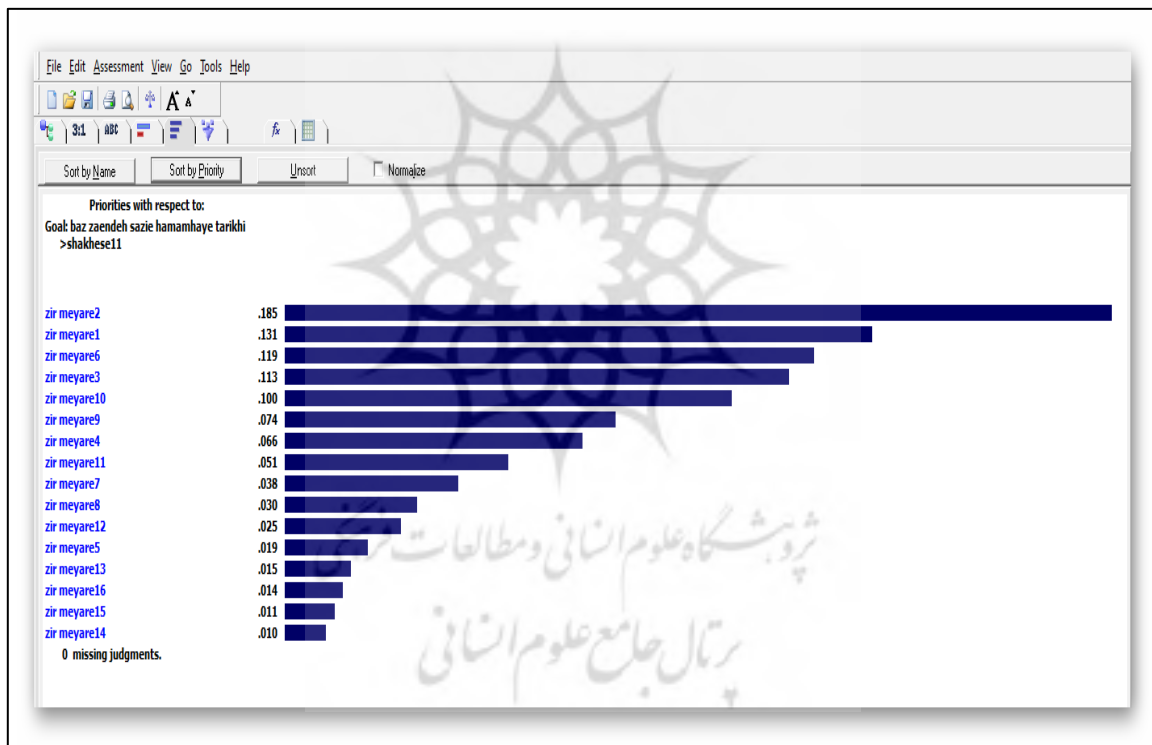 File Edit Assessment View Go Tools Help
A A
3:1 ABC fx
Sort by Name Sort by Priority Unsort Normalize
Priorities with respect to:
Goal: baz zaendeh sazie hamamhaye tarikhi
>shakhese11
zir meyare2 .185
zir meyare1 .131
zir meyare6 .119
zir meyare3 .113
zir meyare10 .100
zir meyare9 .074
zir meyare4 .066
zir meyare11 .051
zir meyare7 .038
zir meyare8 .030
zir meyare12 .025
zir meyare5 .019
zir meyare13 .015
zir meyare16 .014
zir meyare15 .011
zir meyare14 .010
0 missing judgments.
پژوهشگاه علوم انسانی و مطالعات فرهنگی
پرتال جامع علوم انسانی